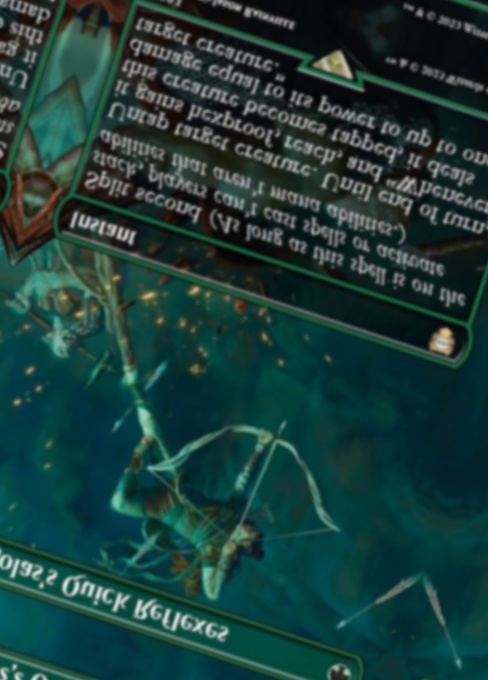 olas's Quick Reflexes
Instant
Split second (As long as this spell is on the
stack, players can't cast spells or activate
abilities that aren't mana abilities.)
Untap target creature. Until end of turn,
it gains hexproof, reach, and “Whenever
this creature becomes tapped, it deals
damage equal to its power to up to one
target creature.”
™ & © 2023
™ & © 2023